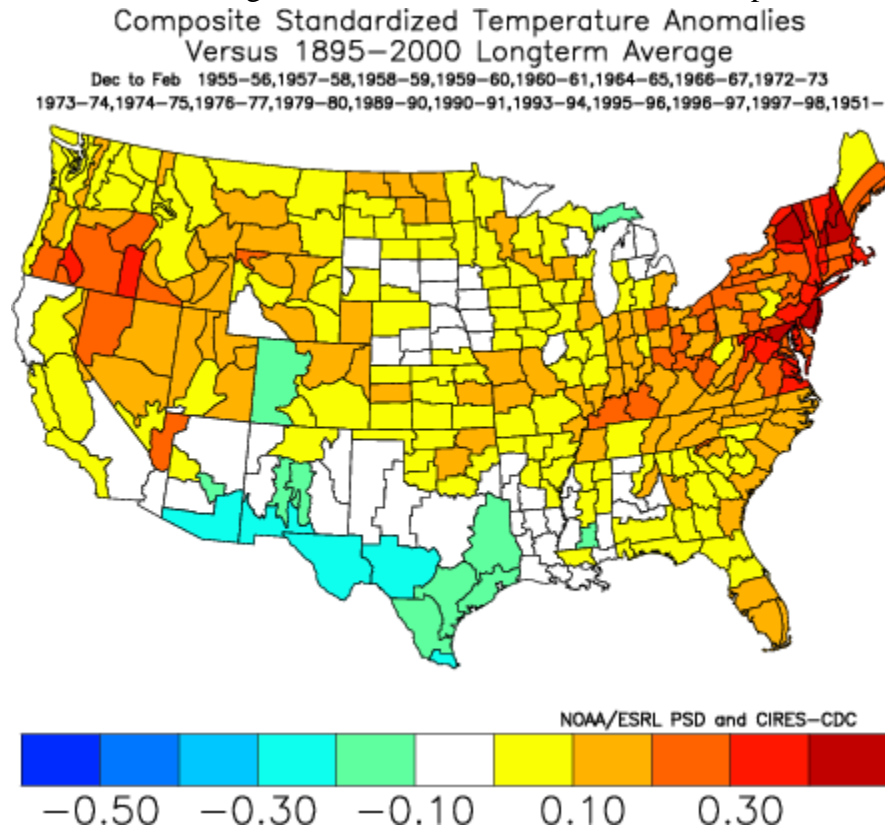 Composite Standardized Temperature Anomalies
Versus 1895–2000 Longterm Average
Dec to Feb 1955–56,1957–58,1958–59,1959–60,1960–61,1964–65,1966–67,1972–73
1973–74,1974–75,1976–77,1979–80,1989–90,1990–91,1993–94,1995–96,1996–97,1997–98,1951–
NOAA/ESRL PSD and CIRES–CDC
−0.50 −0.30 −0.10 0.10 0.30